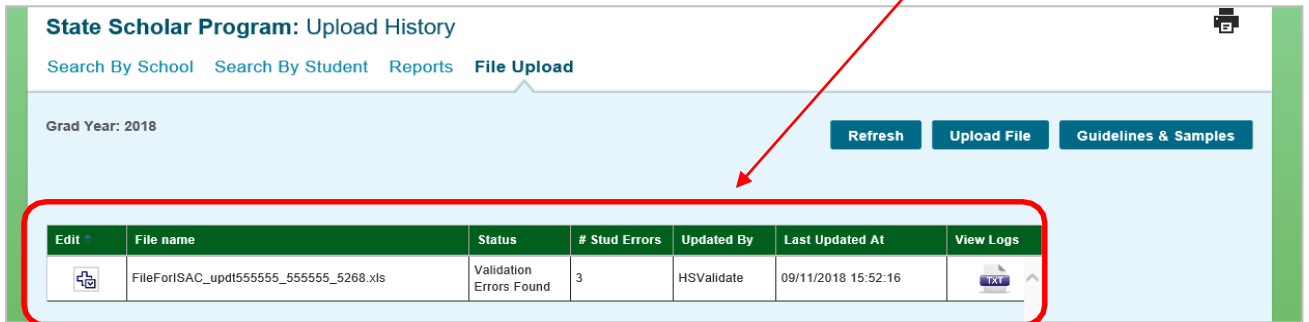 State Scholar Program: Upload History
Search By School Search By Student Reports File Upload
Grad Year: 2018
Refresh Upload File Guidelines & Samples
Edit File name Status # Stud Errors Updated By Last Updated At View Logs
FileForISAC_updt555555_555555_5268.xls Validation Errors Found 3 HSValidate 09/11/2018 15:52:16 TXT